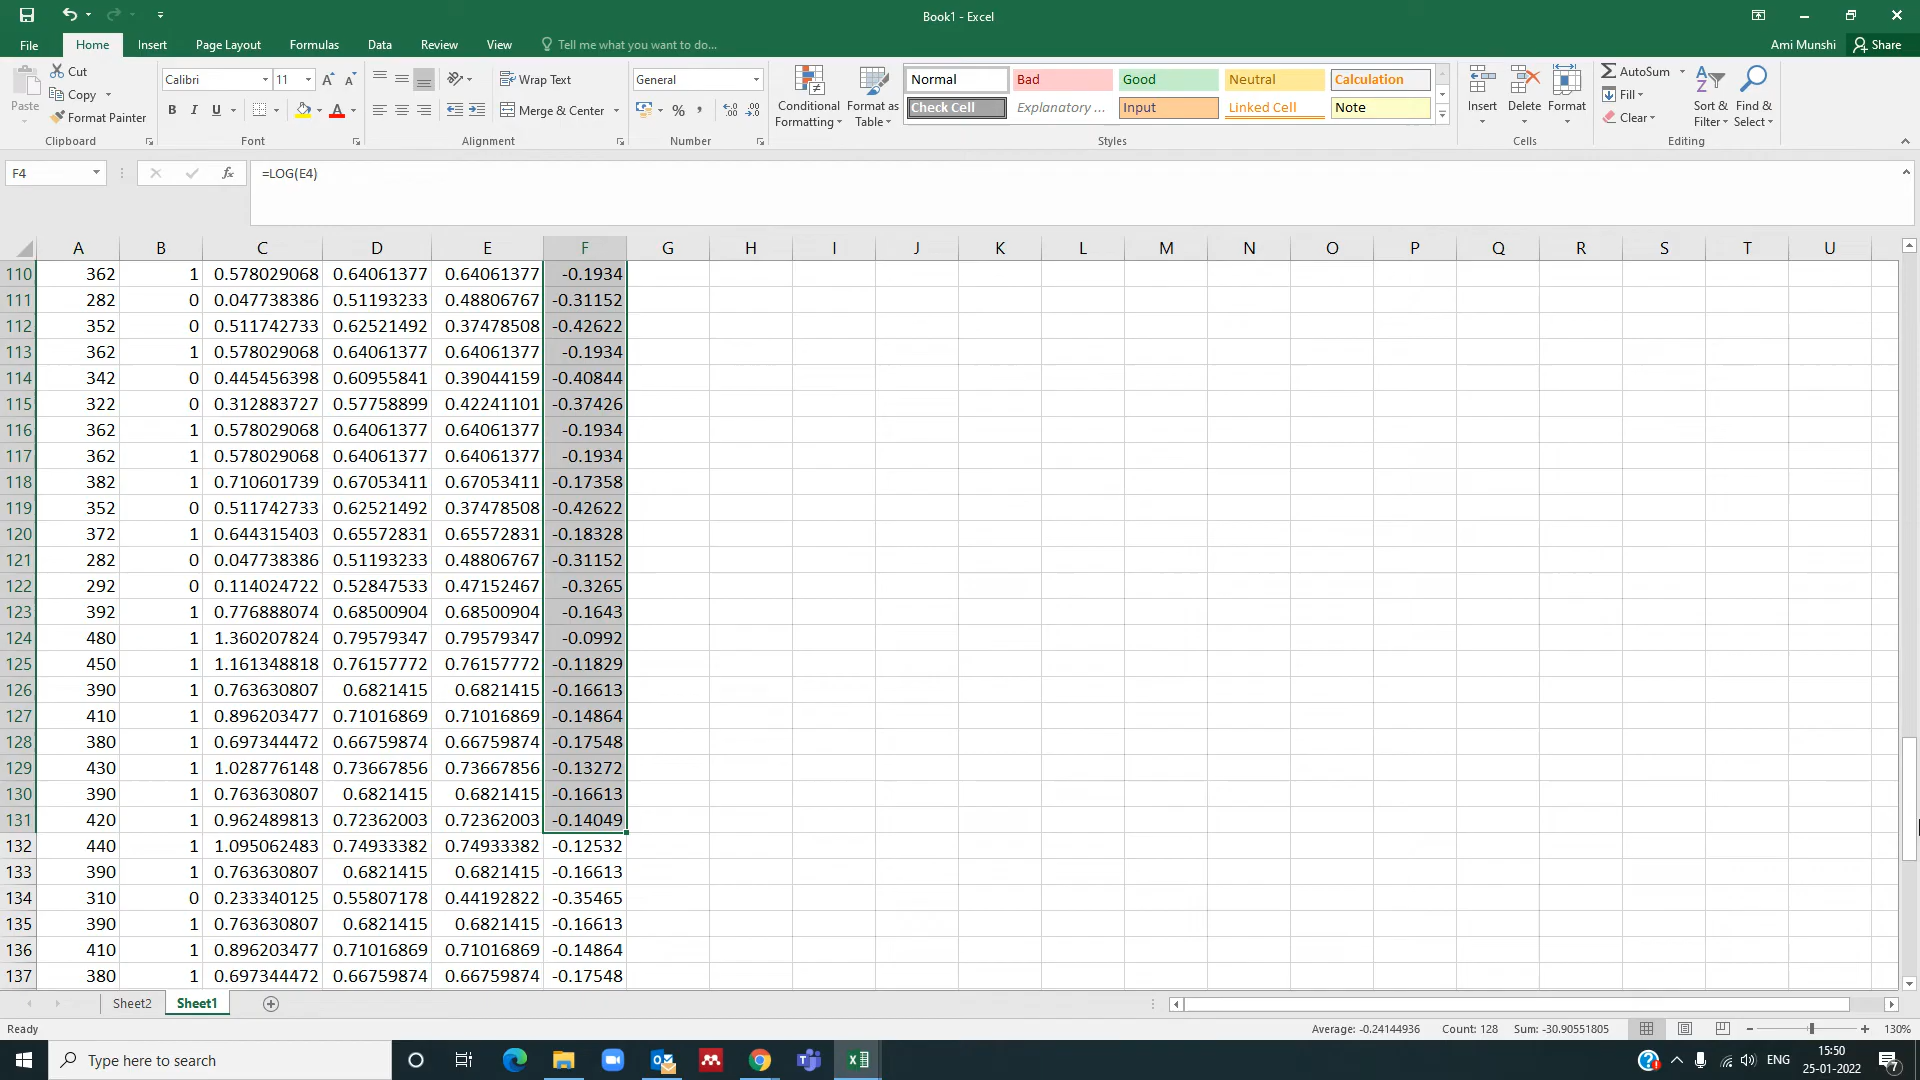 Book1 - Excel
File Home Insert Page Layout Formulas Data Review View Tell me what you want to do... Ami Munshi Share
Paste
Cut
Copy
Format Painter
Clipboard
Calibri 11 A A
B I U A
Font
Wrap Text
Merge & Center
Alignment
General
% ,
Number
Conditional Formatting
Format as Table
Normal Bad Good Neutral Calculation
Check Cell Explanatory ... Input Linked Cell Note
Styles
Insert Delete Format
Cells
AutoSum
Fill
Clear
Sort & Filter
Find & Select
Editing
F4 fx =LOG(E4)
A B C D E F G H I J K L M N O P Q R S T U
110 362 1 0.578029068 0.64061377 0.64061377 -0.1934
111 282 0 0.047738386 0.51193233 0.48806767 -0.31152
112 352 0 0.511742733 0.62521492 0.37478508 -0.42622
113 362 1 0.578029068 0.64061377 0.64061377 -0.1934
114 342 0 0.445456398 0.60955841 0.39044159 -0.40844
115 322 0 0.312883727 0.57758899 0.42241101 -0.37426
116 362 1 0.578029068 0.64061377 0.64061377 -0.1934
117 362 1 0.578029068 0.64061377 0.64061377 -0.1934
118 382 1 0.710601739 0.67053411 0.67053411 -0.17358
119 352 0 0.511742733 0.62521492 0.37478508 -0.42622
120 372 1 0.644315403 0.65572831 0.65572831 -0.18328
121 282 0 0.047738386 0.51193233 0.48806767 -0.31152
122 292 0 0.114024722 0.52847533 0.47152467 -0.3265
123 392 1 0.776888074 0.68500904 0.68500904 -0.1643
124 480 1 1.360207824 0.79579347 0.79579347 -0.0992
125 450 1 1.161348818 0.76157772 0.76157772 -0.11829
126 390 1 0.763630807 0.6821415 0.6821415 -0.16613
127 410 1 0.896203477 0.71016869 0.71016869 -0.14864
128 380 1 0.697344472 0.66759874 0.66759874 -0.17548
129 430 1 1.028776148 0.73667856 0.73667856 -0.13272
130 390 1 0.763630807 0.6821415 0.6821415 -0.16613
131 420 1 0.962489813 0.72362003 0.72362003 -0.14049
132 440 1 1.095062483 0.74933382 0.74933382 -0.12532
133 390 1 0.763630807 0.6821415 0.6821415 -0.16613
134 310 0 0.233340125 0.55807178 0.44192822 -0.35465
135 390 1 0.763630807 0.6821415 0.6821415 -0.16613
136 410 1 0.896203477 0.71016869 0.71016869 -0.14864
137 380 1 0.697344472 0.66759874 0.66759874 -0.17548
Sheet2 Sheet1
Ready Average: -0.24144936 Count: 128 Sum: -30.90551805 130%
Type here to search ENG 15:50
25-01-2022